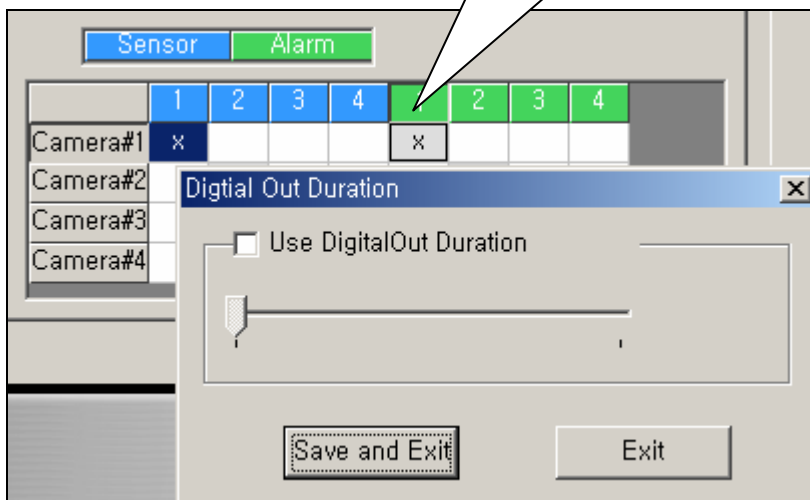 Sensor Alarm
1 2 3 4 1 2 3 4
Camera#1 x x
Camera#2
Camera#3
Camera#4
Digtial Out Duration
Use DigitalOut Duration
Save and Exit Exit